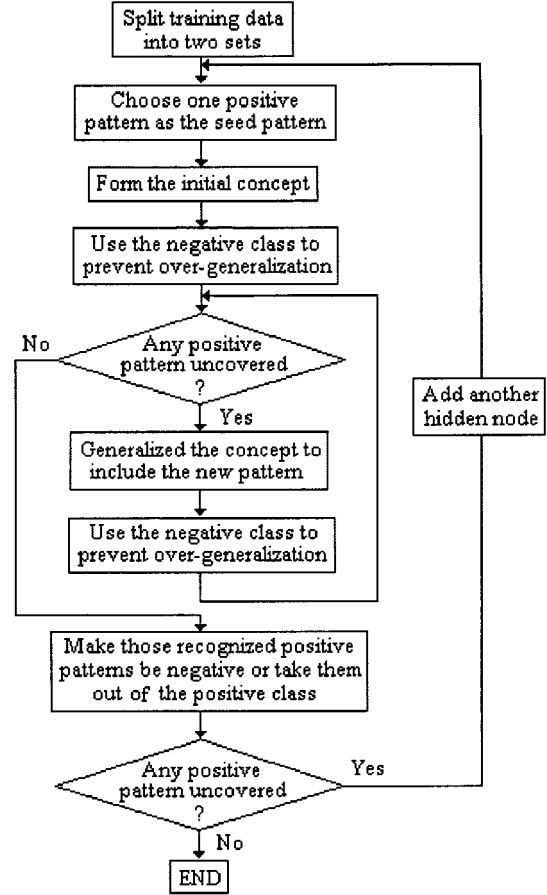 Split training data
into two sets
Choose one positive
pattern as the seed pattern
Form the initial concept
Use the negative class to
prevent over-generalization
No
Any positive
pattern uncovered
?
Yes
Add another
hidden node
Generalized the concept to
include the new pattern
Use the negative class to
prevent over-generalization
Make those recognized positive
patterns be negative or take them
out of the positive class
Any positive
pattern uncovered
?
Yes
No
END